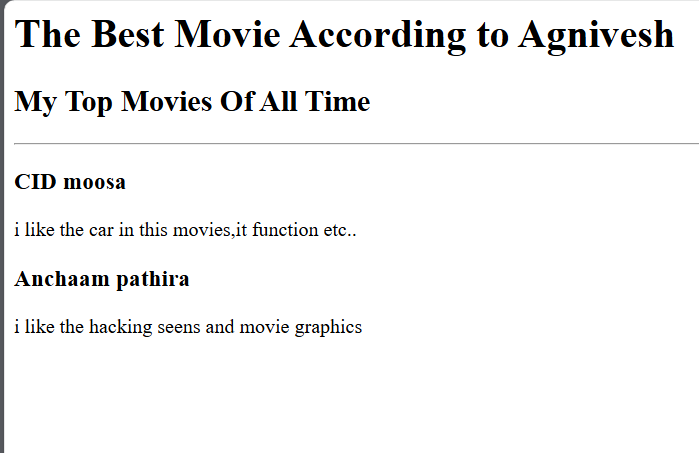 The Best Movie According to Agnivesh
My Top Movies Of All Time
CID moosa
i like the car in this movies,it function etc..
Anchaam pathira
i like the hacking seens and movie graphics